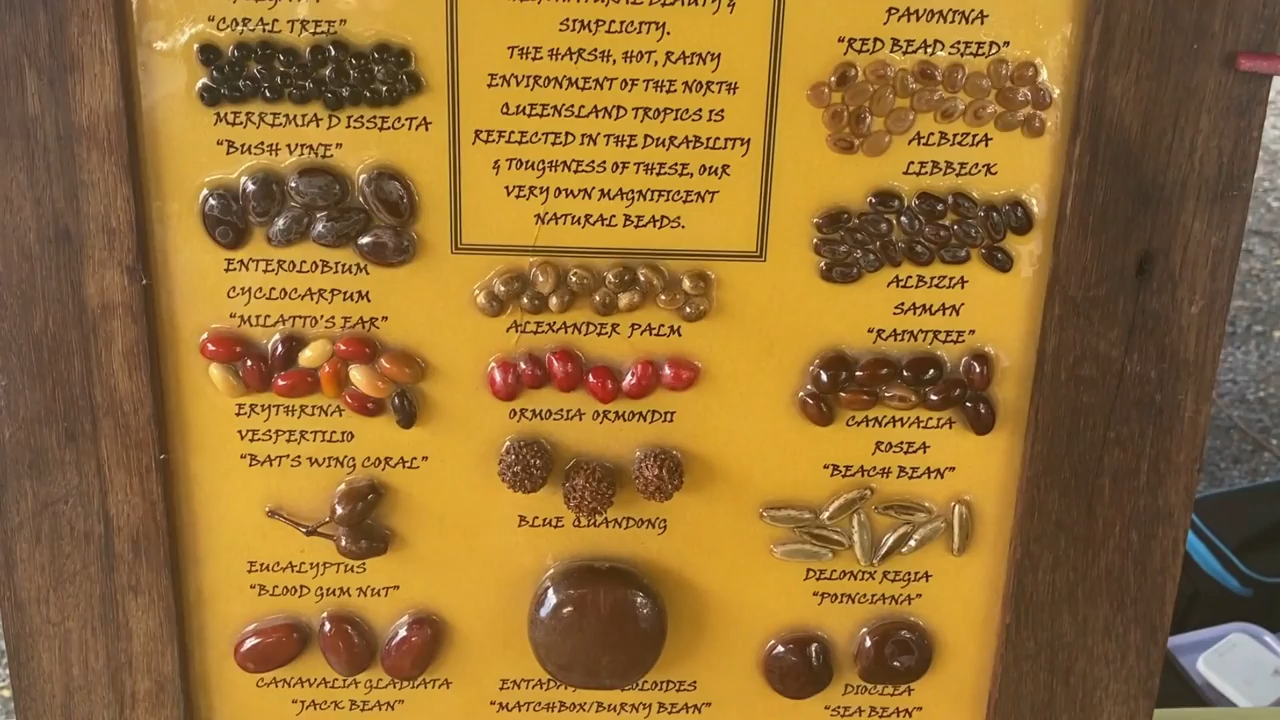 "CORAL TREE"
MERREMIA DISSECTA
"BUSH VINE"
ENTEROLOBIUM
CYCLOCARPUM
"MILATTO'S EAR"
ERYTHRINA
VESPERTILIO
"BAT'S WING CORAL"
EUCALYPTUS
"BLOOD GUM NUT"
CANAVALIA GLADIATA
"JACK BEAN"
NATURAL BEAUTY &
SIMPLICITY.
THE HARSH, HOT, RAINY
ENVIRONMENT OF THE NORTH
QUEENSLAND TROPICS IS
REFLECTED IN THE DURABILITY
& TOUGHNESS OF THESE, OUR
VERY OWN MAGNIFICENT
NATURAL BEADS.
ALEXANDER PALM
ORMOSIA ORMONDII
BLUE QUANDONG
"MATCHBOX/BURNY BEAN"
PAVONINA
"RED BEAD SEED"
ALBIZIA
LEBBECK
ALBIZIA
SAMAN
"RAINTREE"
CANAVALIA
ROSEA
"BEACH BEAN"
DELONIX REGIA
"POINCIANA"
DIOCLEA
"SEA BEAN"